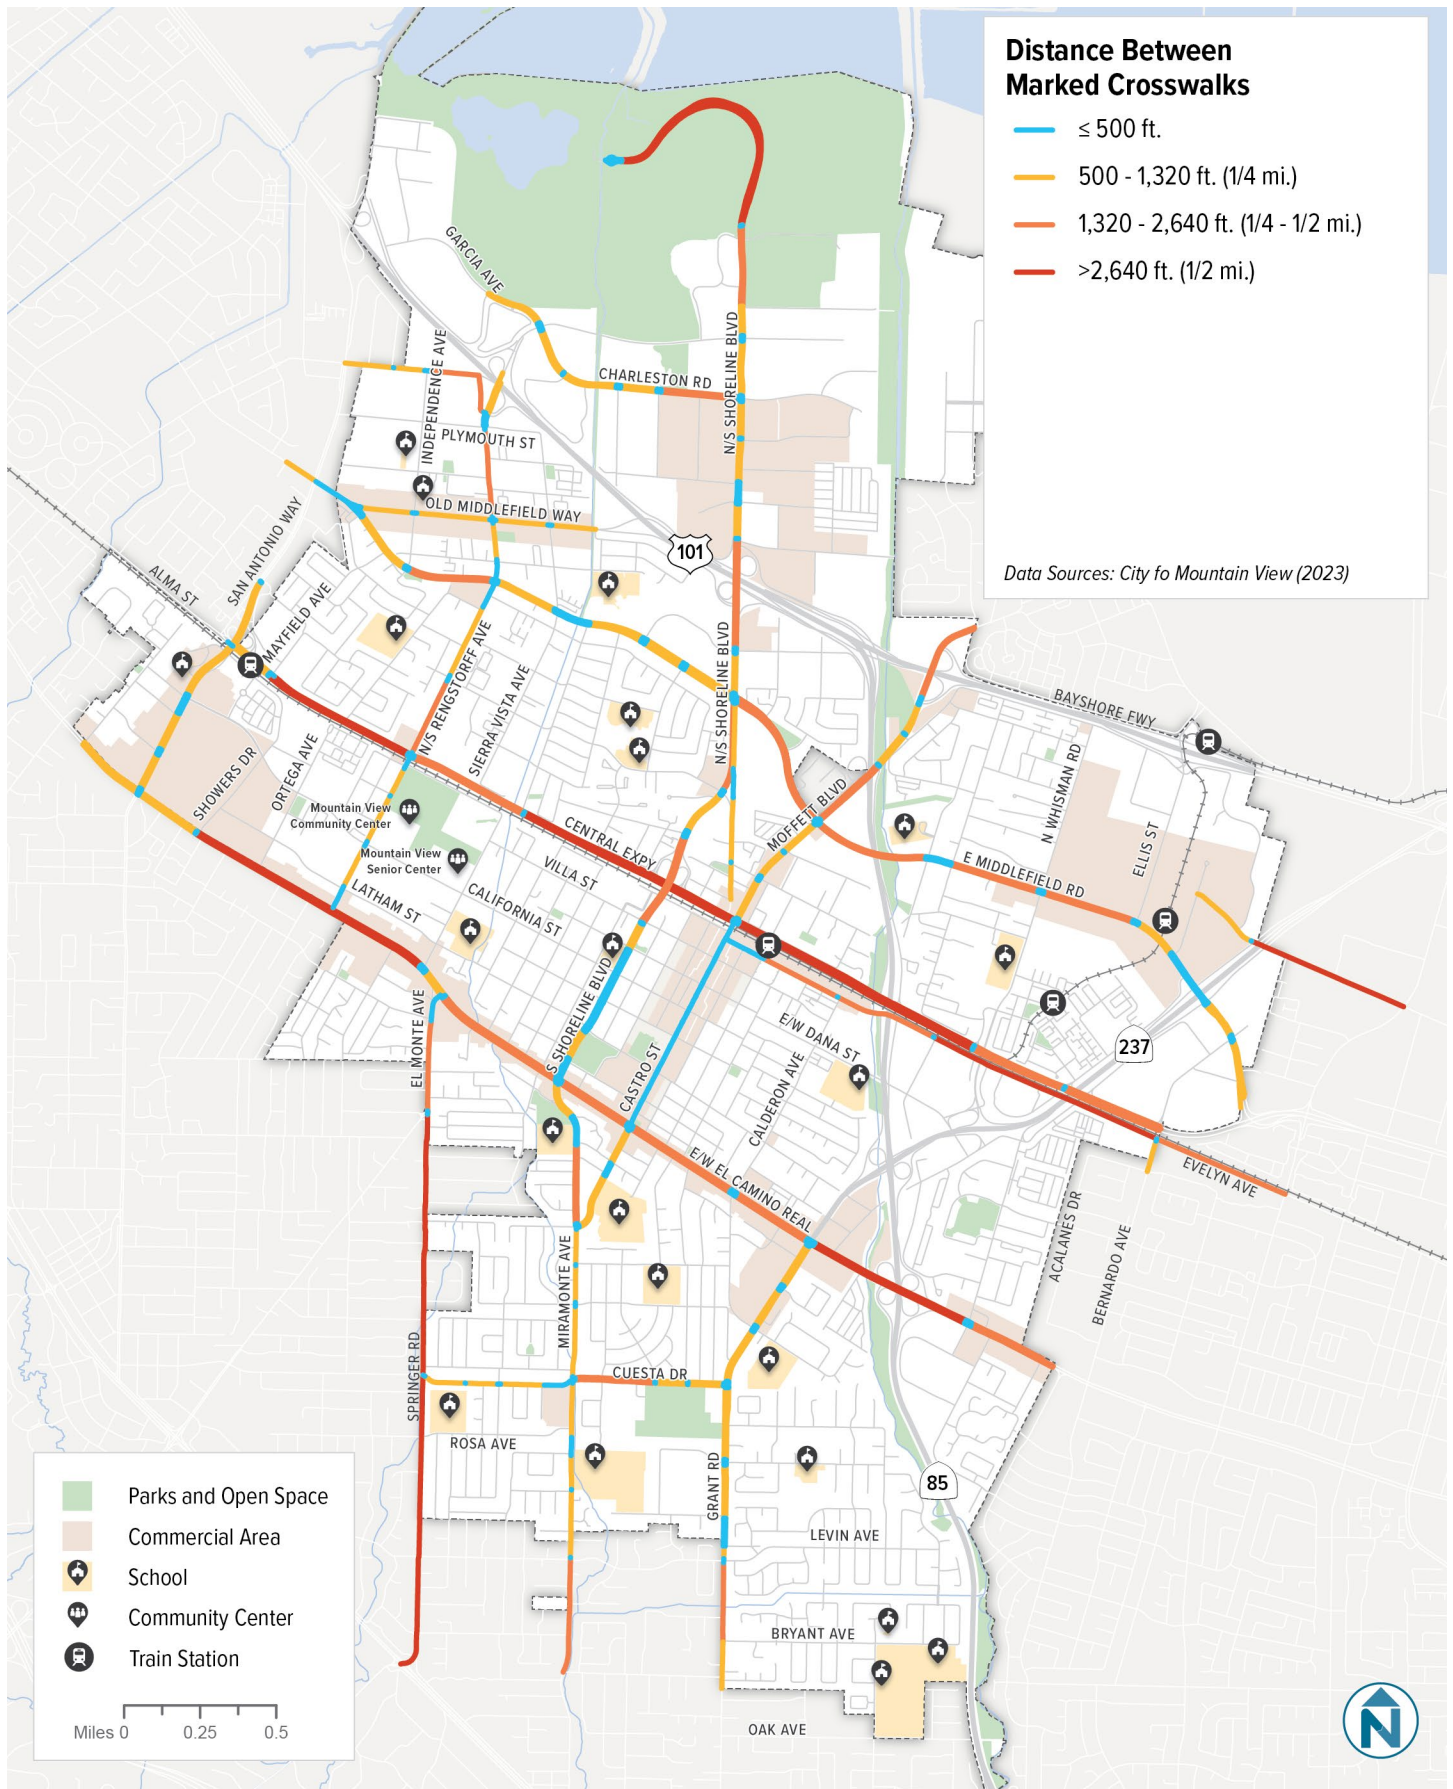 Distance Between
Marked Crosswalks
≤ 500 ft.
500 - 1,320 ft. (1/4 mi.)
1,320 - 2,640 ft. (1/4 - 1/2 mi.)
>2,640 ft. (1/2 mi.)
Data Sources: City fo Mountain View (2023)
GARCIA AVE
INDEPENDENCE AVE
CHARLESTON RD
N/S SHORELINE BLVD
PLYMOUTH ST
OLD MIDDLEFIELD WAY
101
SAN ANTONIO WAY
ALMA ST
MAYFIELD AVE
N/S RENGSTORFF AVE
SIERRA VISTA AVE
N/S SHORELINE BLVD
BAYSHORE FWY
SHOWERS DR
ORTEGA AVE
N WHISMAN RD
MOFFETT BLVD
ELLIS ST
Mountain View
Community Center
Mountain View
Senior Center
CENTRAL EXPY
VILLA ST
E MIDDLEFIELD RD
LATHAM ST
CALIFORNIA ST
S SHORELINE BLVD
EL MONTE AVE
CASTRO ST
E/W DANA ST
CALDERON AVE
237
E/W EL CAMINO REAL
EVELYN AVE
ACALANES DR
BERNARDO AVE
MIRAMONTE AVE
SPRINGER RD
CUESTA DR
ROSA AVE
GRANT RD
85
LEVIN AVE
BRYANT AVE
OAK AVE
Parks and Open Space
Commercial Area
School
Community Center
Train Station
Miles 0 0.25 0.5
N